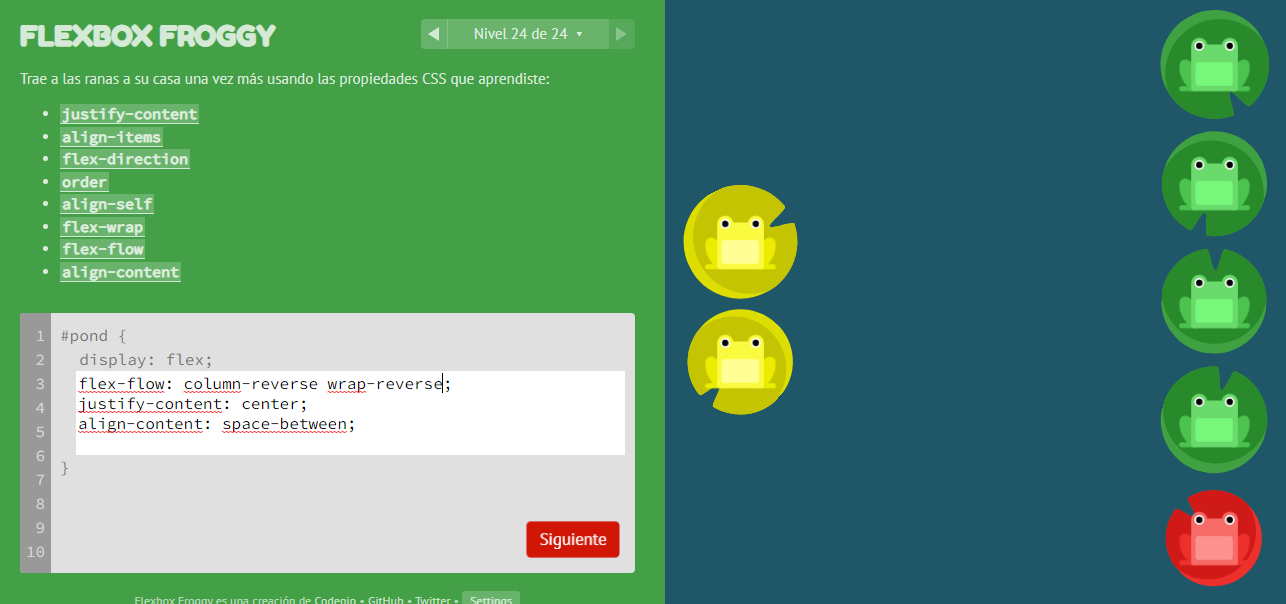 FLEXBOX FROGGY
Nivel 24 de 24
Trae a las ranas a su casa una vez más usando las propiedades CSS que aprendiste:
justify-content
align-items
flex-direction
order
align-self
flex-wrap
flex-flow
align-content
1 #pond {
2 display: flex;
3 flex-flow: column-reverse wrap-reverse;
4 justify-content: center;
5 align-content: space-between;
6
7 }
8
9
10
Siguiente
Flexbox Froggy es una creación de Codepip • GitHub • Twitter • Settings